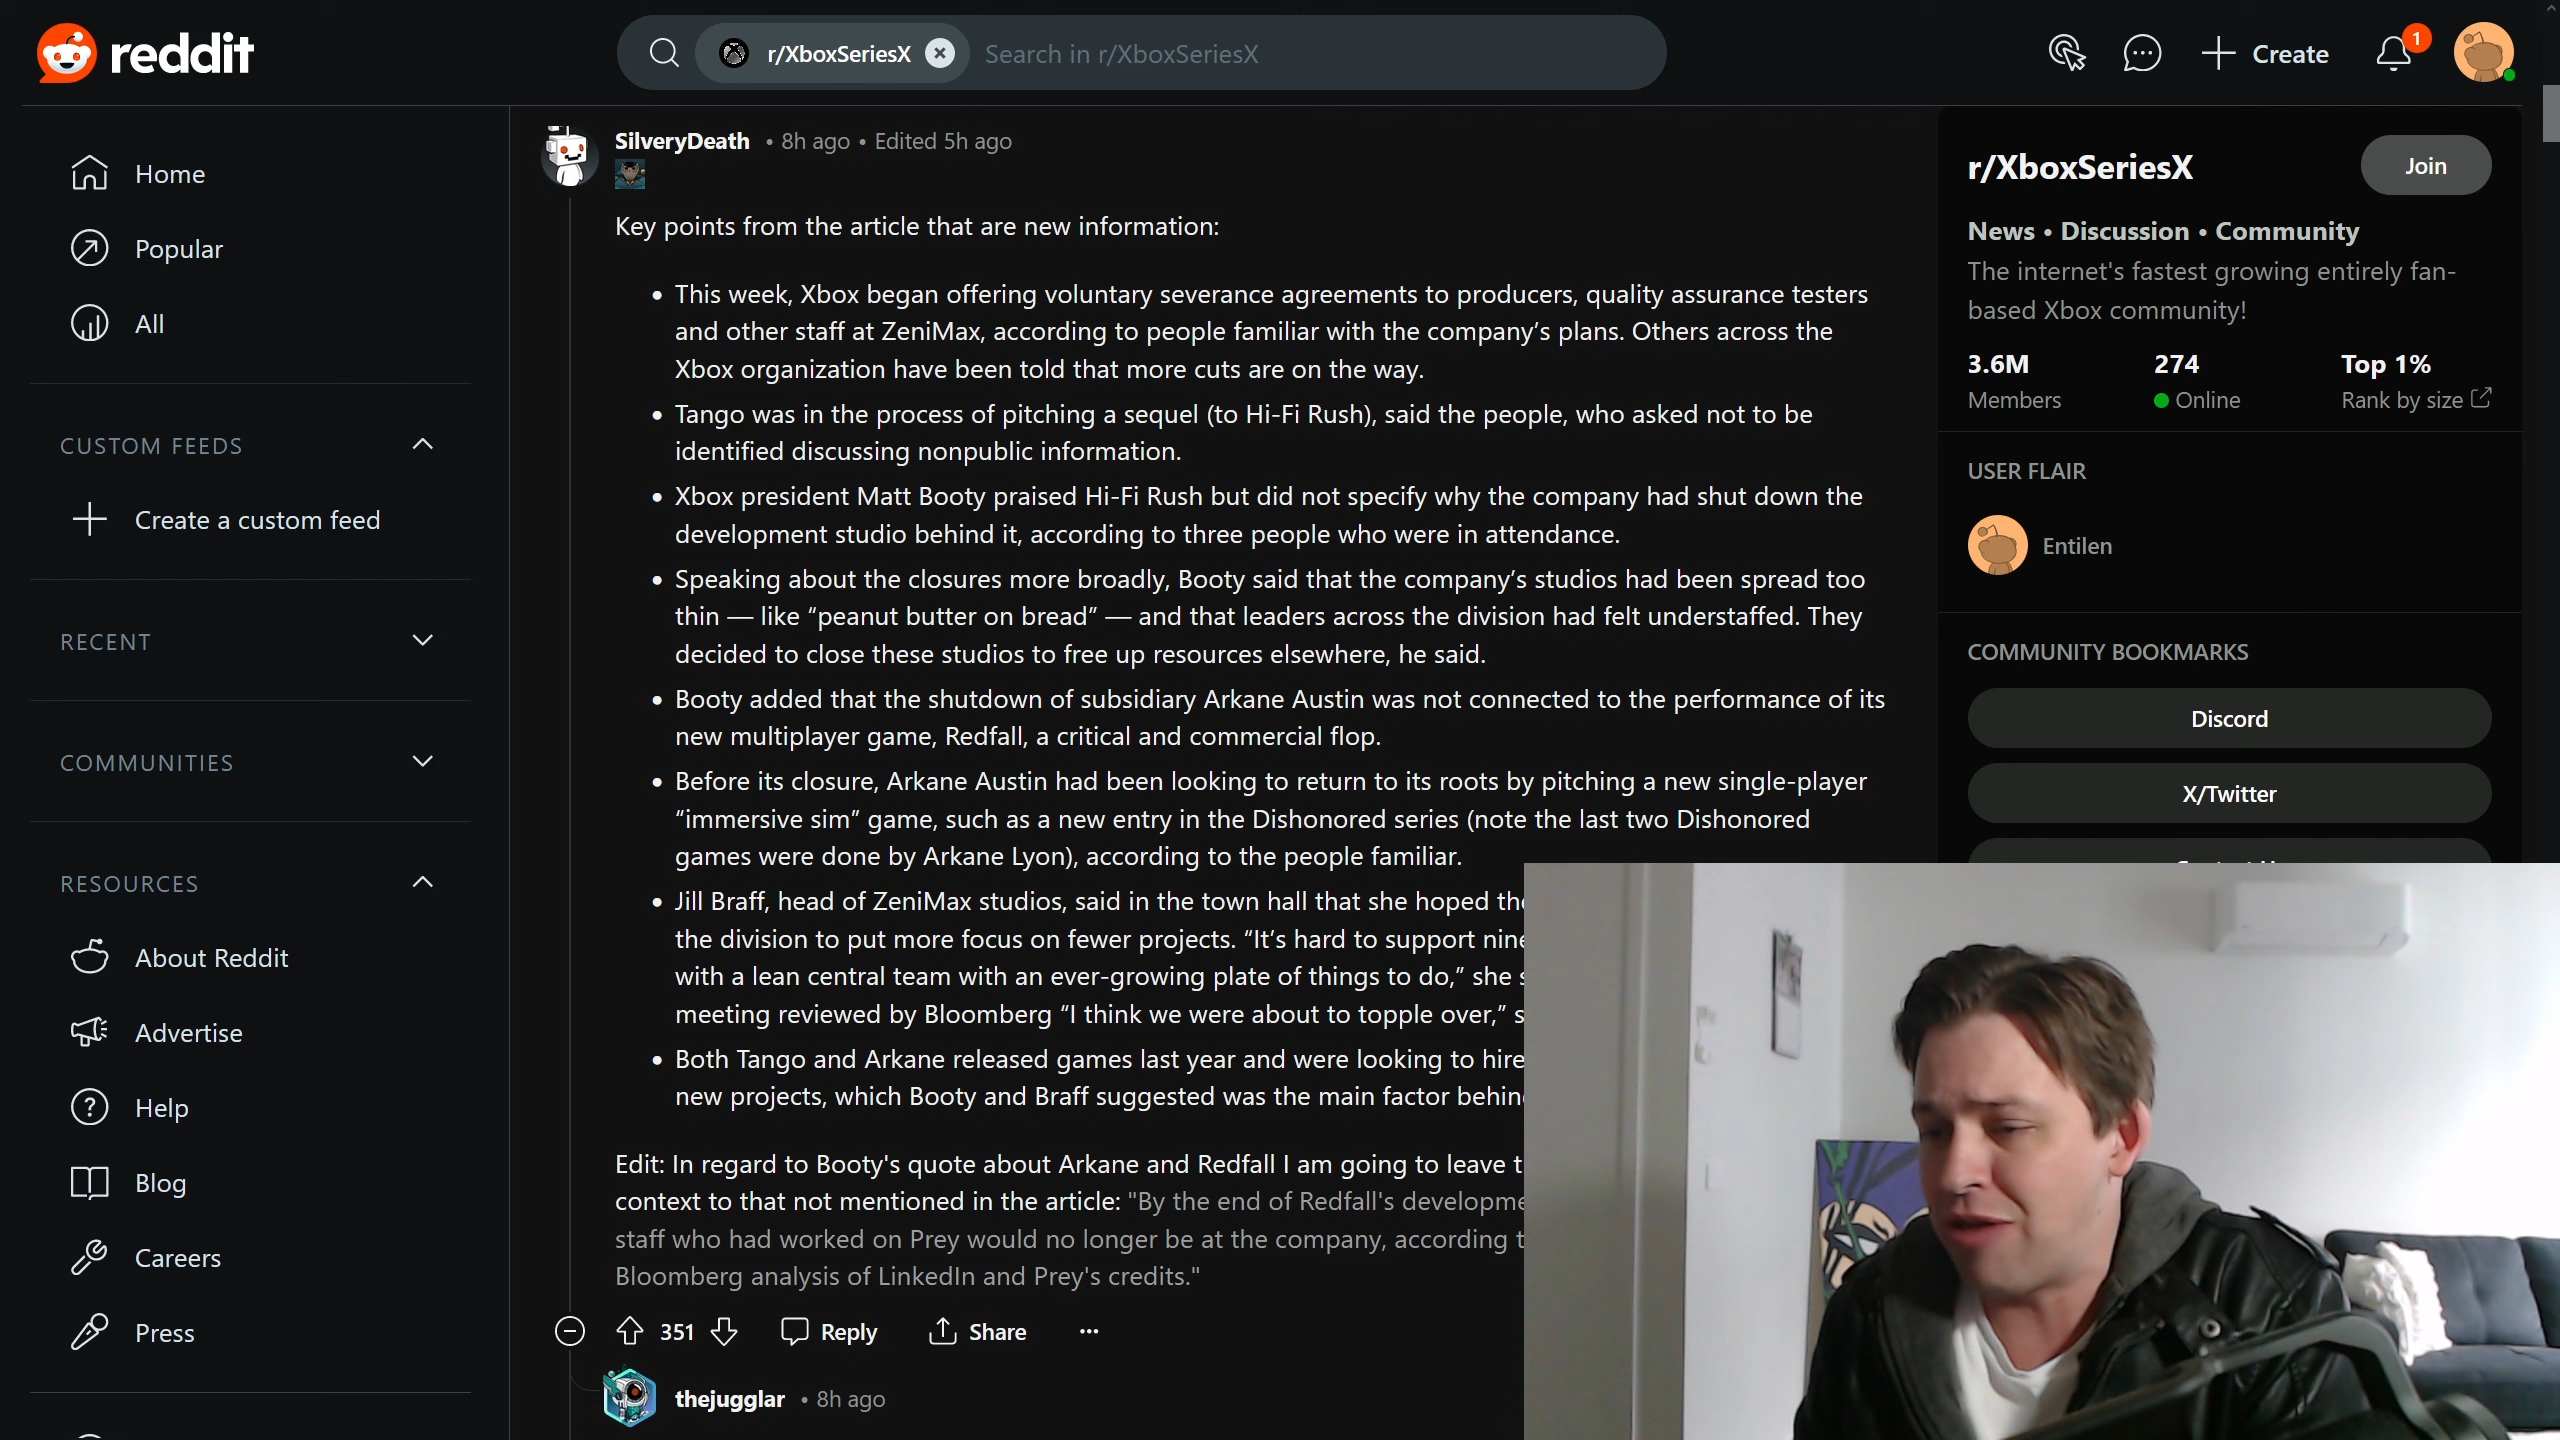 reddit
r/XboxSeriesX
Search in r/XboxSeriesX
Create
1
Home
Popular
All
CUSTOM FEEDS
Create a custom feed
RECENT
COMMUNITIES
RESOURCES
About Reddit
Advertise
Help
Blog
Careers
Press
SilveryDeath • 8h ago • Edited 5h ago
Key points from the article that are new information:
• This week, Xbox began offering voluntary severance agreements to producers, quality assurance testers
and other staff at ZeniMax, according to people familiar with the company’s plans. Others across the
Xbox organization have been told that more cuts are on the way.
• Tango was in the process of pitching a sequel (to Hi-Fi Rush), said the people, who asked not to be
identified discussing nonpublic information.
• Xbox president Matt Booty praised Hi-Fi Rush but did not specify why the company had shut down the
development studio behind it, according to three people who were in attendance.
• Speaking about the closures more broadly, Booty said that the company’s studios had been spread too
thin — like “peanut butter on bread” — and that leaders across the division had felt understaffed. They
decided to close these studios to free up resources elsewhere, he said.
• Booty added that the shutdown of subsidiary Arkane Austin was not connected to the performance of its
new multiplayer game, Redfall, a critical and commercial flop.
• Before its closure, Arkane Austin had been looking to return to its roots by pitching a new single-player
“immersive sim” game, such as a new entry in the Dishonored series (note the last two Dishonored
games were done by Arkane Lyon), according to the people familiar.
• Jill Braff, head of ZeniMax studios, said in the town hall that she hoped
the division to put more focus on fewer projects. “It’s hard to support
with a lean central team with an ever-growing plate of things to do,” she
meeting reviewed by Bloomberg “I think we were about to topple over,”
• Both Tango and Arkane released games last year and were looking to hire
new projects, which Booty and Braff suggested was the main factor
Edit: In regard to Booty's quote about Arkane and Redfall I am going to leave
context to that not mentioned in the article: "By the end of Redfall's
staff who had worked on Prey would no longer be at the company, according
Bloomberg analysis of LinkedIn and Prey's credits."
351
Reply
Share
thejugglar • 8h ago
r/XboxSeriesX
Join
News • Discussion • Community
The internet's fastest growing entirely fan-
based Xbox community!
3.6M
274
Top 1%
Members
Online
Rank by size
USER FLAIR
Entilen
COMMUNITY BOOKMARKS
Discord
X/Twitter